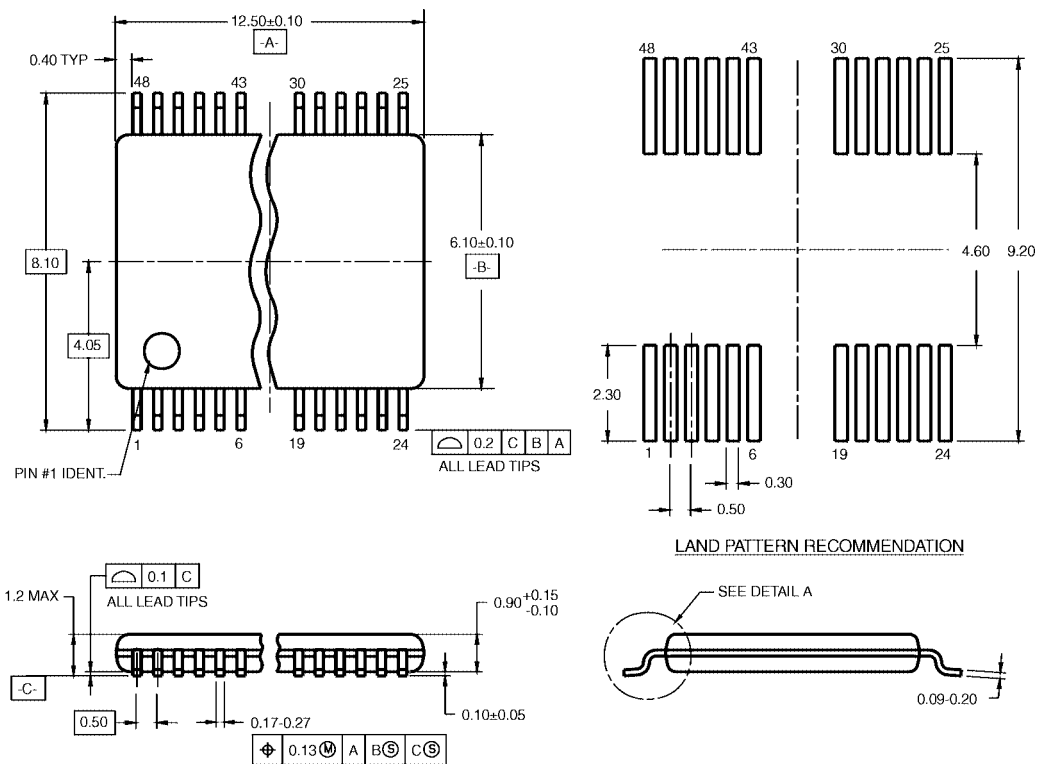 12.50±0.10
-A-
0.40 TYP
48 43 30 25
8.10
4.05
6.10±0.10
-B-
1 6 19 24
PIN #1 IDENT.
⌓ 0.2 C B A
ALL LEAD TIPS
48 43 30 25
4.60
9.20
2.30
1 6 19 24
0.30
0.50
LAND PATTERN RECOMMENDATION
⌓ 0.1 C
ALL LEAD TIPS
1.2 MAX
0.90 +0.15 -0.10
-C-
0.50
0.17-0.27
0.10±0.05
⌖ 0.13 Ⓜ A B Ⓢ C Ⓢ
SEE DETAIL A
0.09-0.20